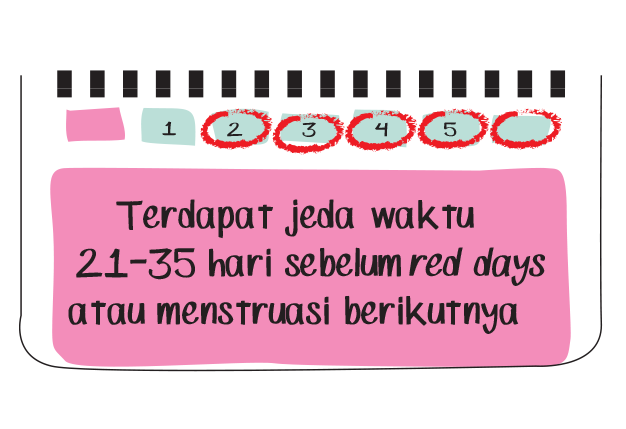 1 2 3 4 5
Terdapat jeda waktu
21-35 hari sebelum red days
atau menstruasi berikutnya